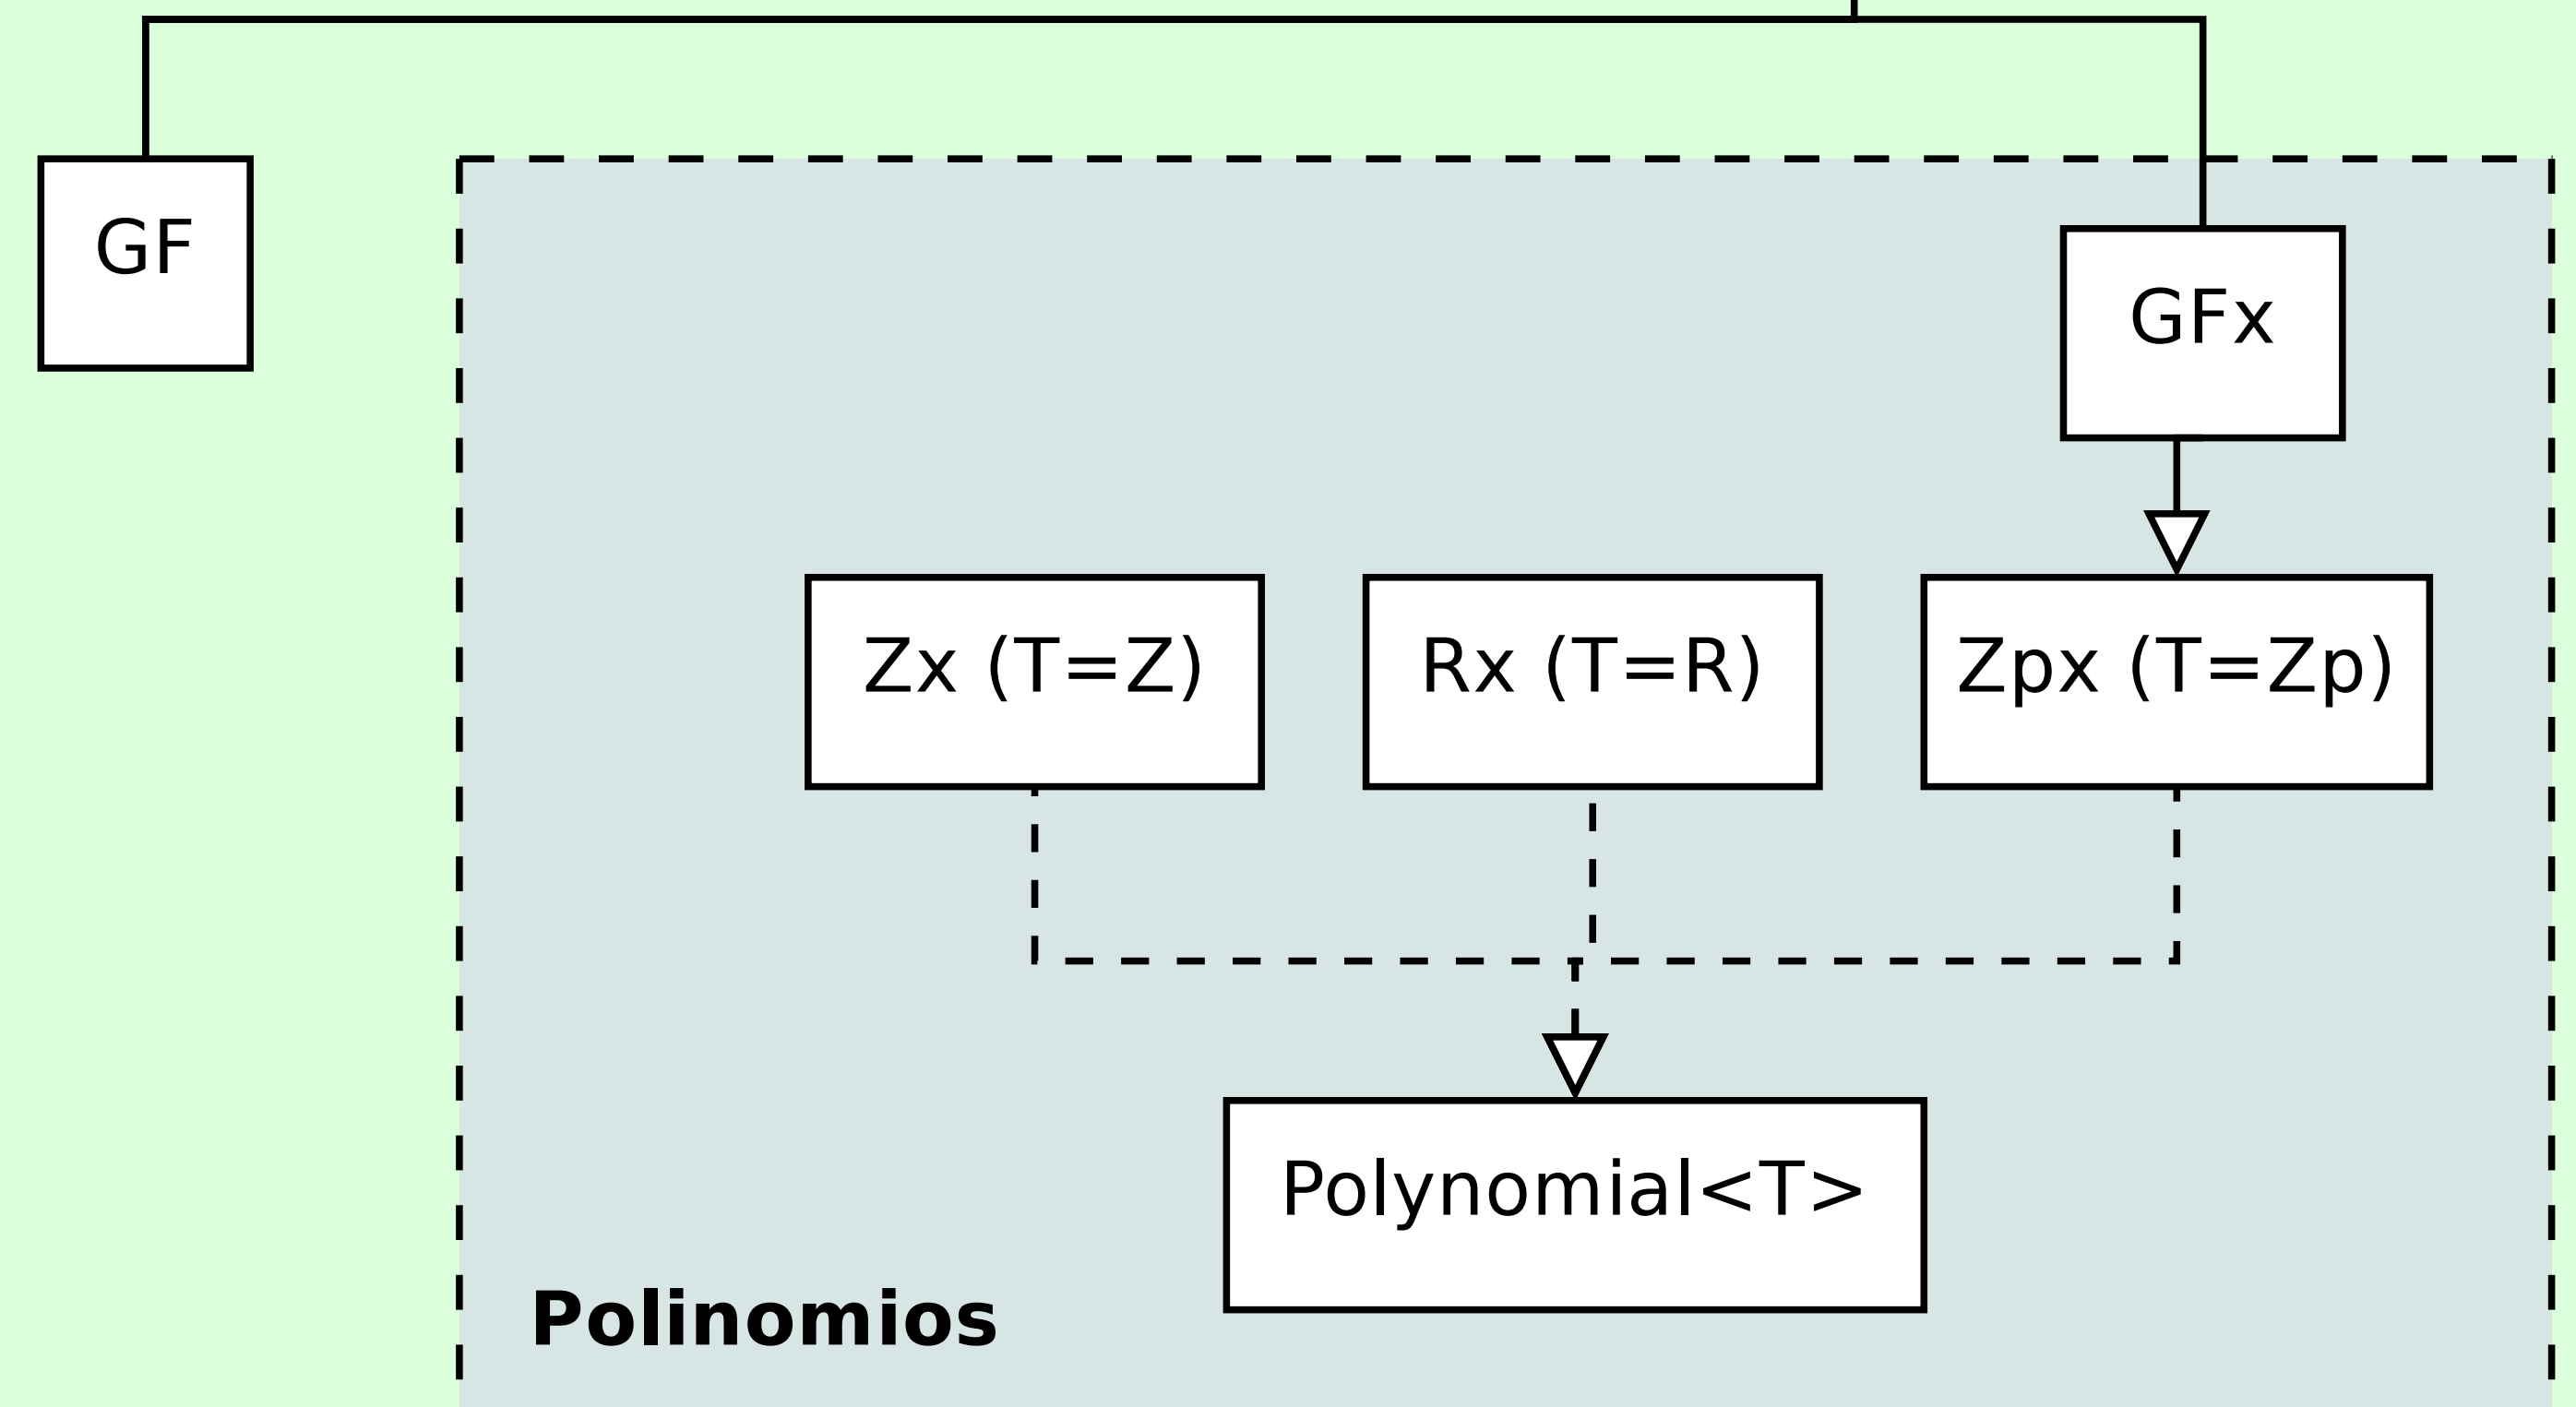 GF
GFx
Zx (T=Z)
Rx (T=R)
Zpx (T=Zp)
Polynomial<T>
Polinomios